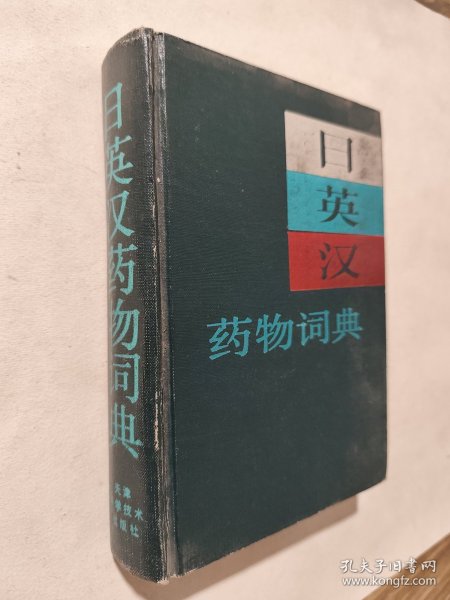 日英汉药物词典
天津
学技术
出版社
日
英
汉
药物词典
孔夫子旧书网
www.kongfz.com